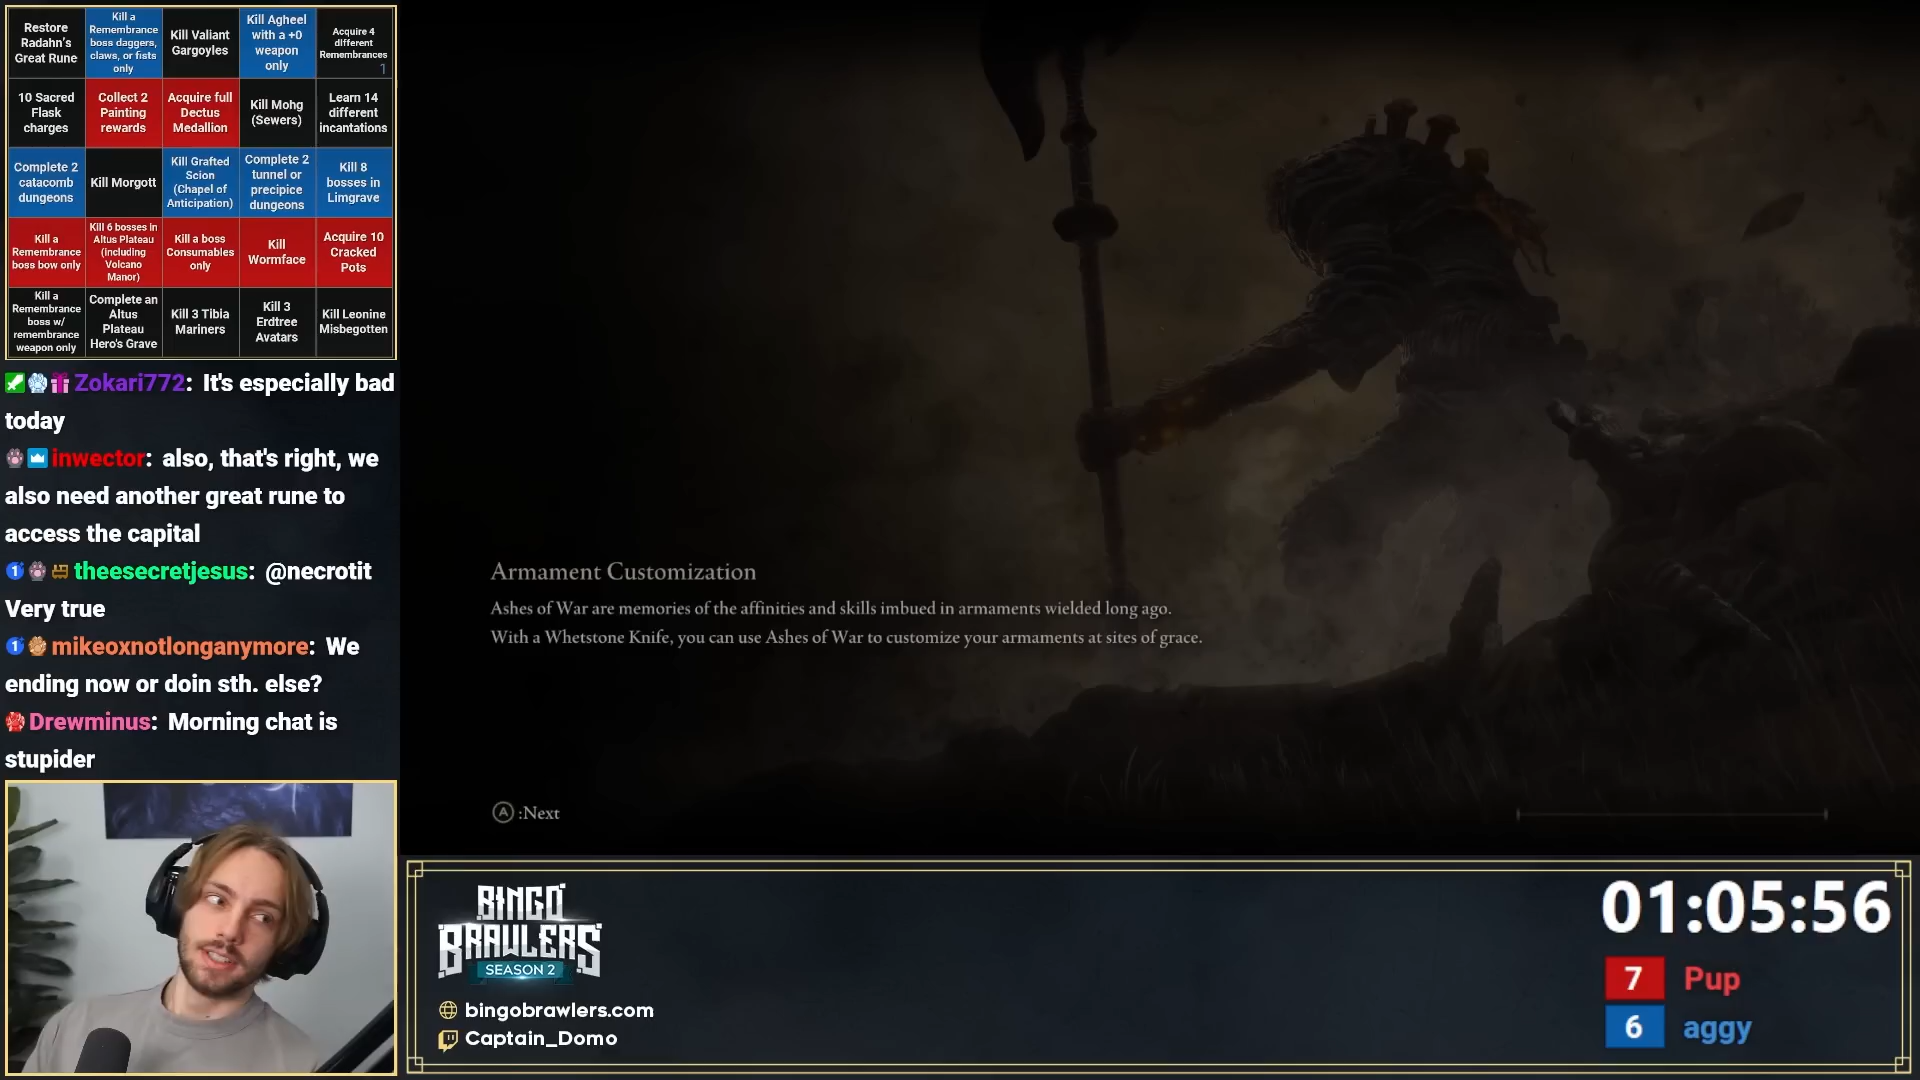 Restore
Radahn's
Great Rune
Kill a
Remembrance
boss daggers,
claws, or fists
only
Kill Valiant
Gargoyles
Kill Agheel
with a +0
weapon
only
Acquire 4
different
Remembrances
1
10 Sacred
Flask
charges
Collect 2
Painting
rewards
Acquire full
Dectus
Medallion
Kill Mohg
(Sewers)
Learn 14
different
incantations
Complete 2
catacomb
dungeons
Kill Morgott
Kill Grafted
Scion
(Chapel of
Anticipation)
Complete 2
tunnel or
precipice
dungeons
Kill 8
bosses in
Limgrave
Kill a
Remembrance
boss bow only
Kill 6 bosses in
Altus Plateau
(including
Volcano
Manor)
Kill a boss
Consumables
only
Kill
Wormface
Acquire 10
Cracked
Pots
Kill a
Remembrance
boss w/
remembrance
weapon only
Complete an
Altus
Plateau
Hero's Grave
Kill 3 Tibia
Mariners
Kill 3
Erdtree
Avatars
Kill Leonine
Misbegotten
Zokari772: It's especially bad
today
inwector: also, that's right, we
also need another great rune to
access the capital
1 theesecretjesus: @necrotit
Very true
1 mikeoxnotlonganymore: We
ending now or doin sth. else?
Drewminus: Morning chat is
stupider
Armament Customization
Ashes of War are memories of the affinities and skills imbued in armaments wielded long ago.
With a Whetstone Knife, you can use Ashes of War to customize your armaments at sites of grace.
A :Next
BINGO
BRAWLERS
SEASON 2
bingobrawlers.com
Captain_Domo
01:05:56
7 Pup
6 aggy